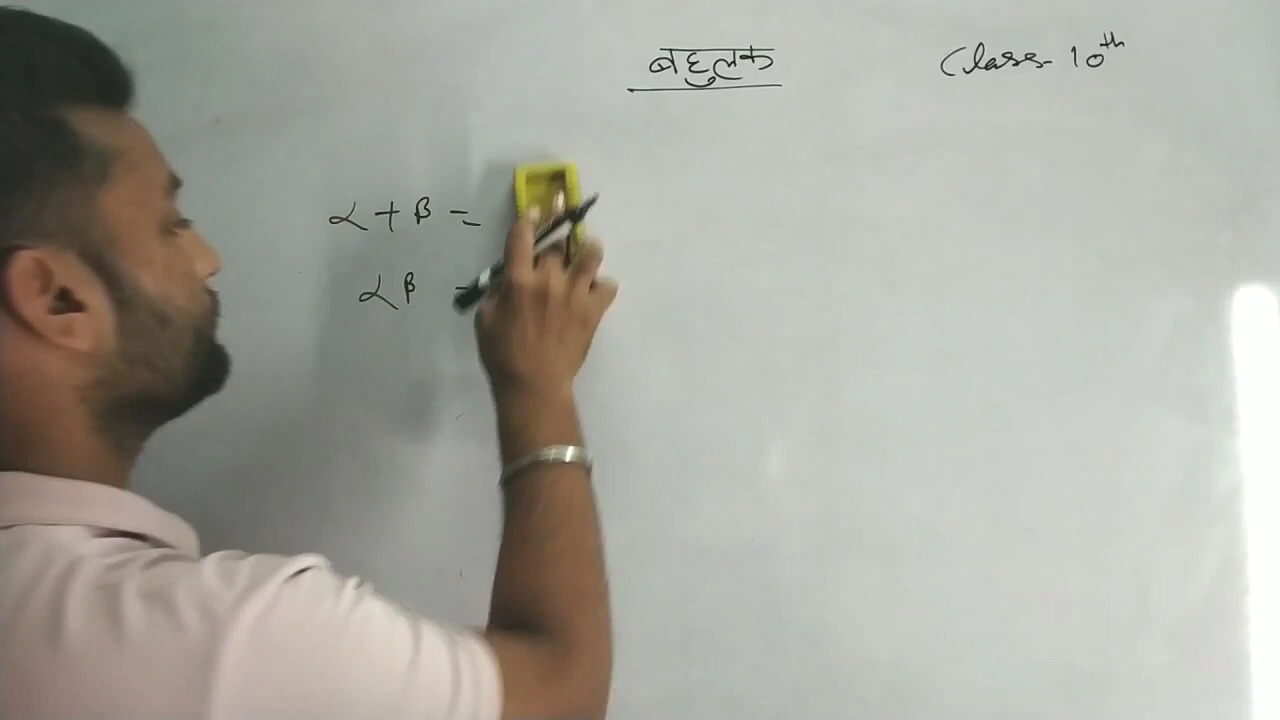 बहुलक
Class- 10th
α + β =
αβ =